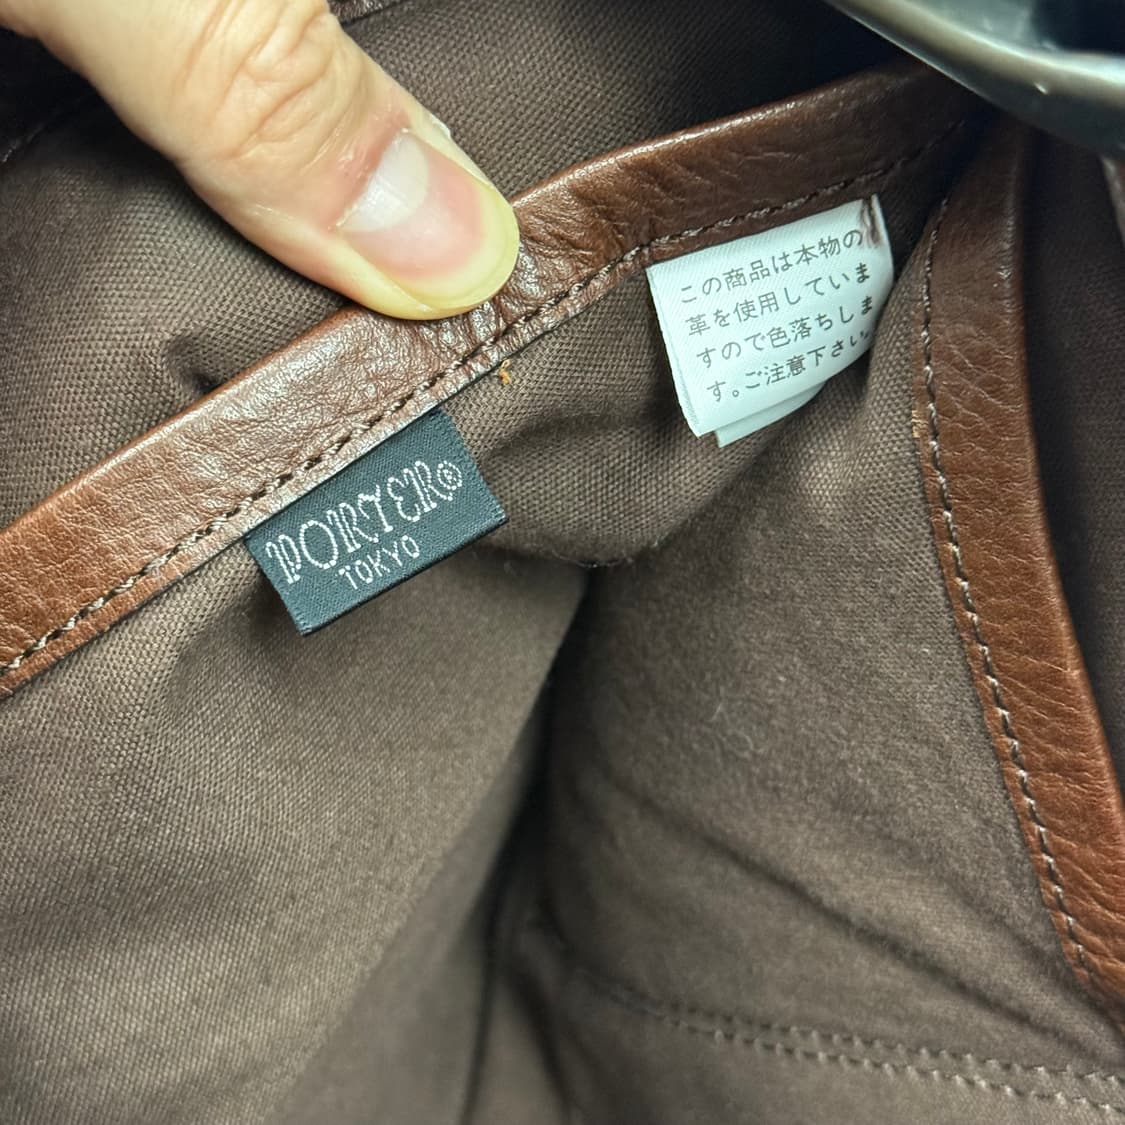 PORTER®
TOKYO
この商品は本物の
革を使用していま
すので色落ちしま
す。ご注意下さい。